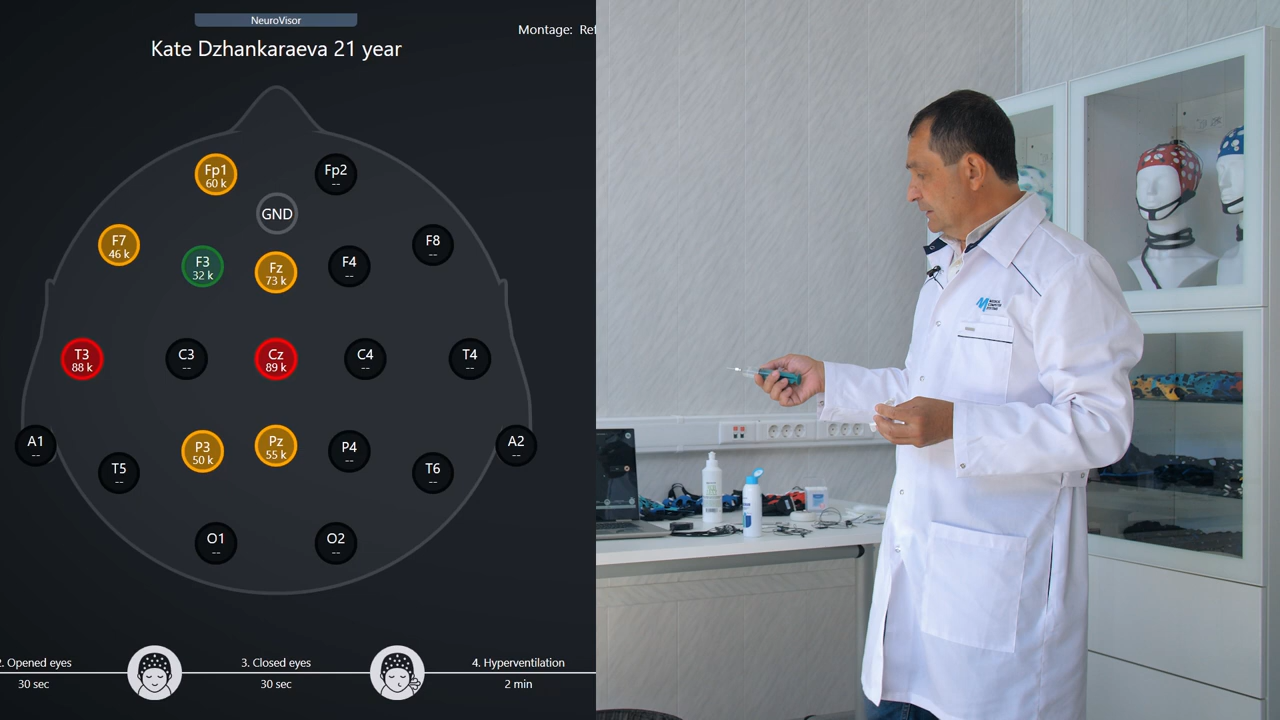 NeuroVisor
Montage: Ref
Kate Dzhankaraeva 21 year
Fp1
60 k
Fp2
--
GND
F7
46 k
F3
32 k
Fz
73 k
F4
--
F8
--
T3
88 k
C3
--
Cz
89 k
C4
--
T4
--
A1
--
T5
--
P3
50 k
Pz
55 k
P4
--
T6
--
A2
--
O1
--
O2
--
2. Opened eyes
30 sec
3. Closed eyes
30 sec
4. Hyperventilation
2 min